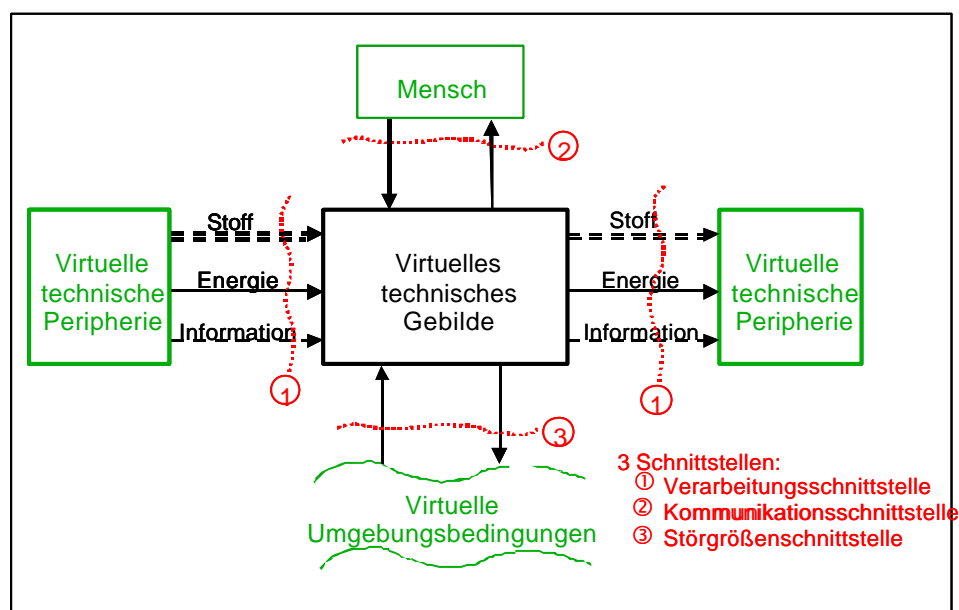 Mensch
②
Stoff
Stoff
Virtuelle
technische
Peripherie
Energie
Information
Virtuelles
technisches
Gebilde
Energie
Information
Virtuelle
technische
Peripherie
①
①
③
Virtuelle
Umgebungsbedingungen
3 Schnittstellen:
① Verarbeitungsschnittstelle
② Kommunikationsschnittstelle
③ Störgrößenschnittstelle